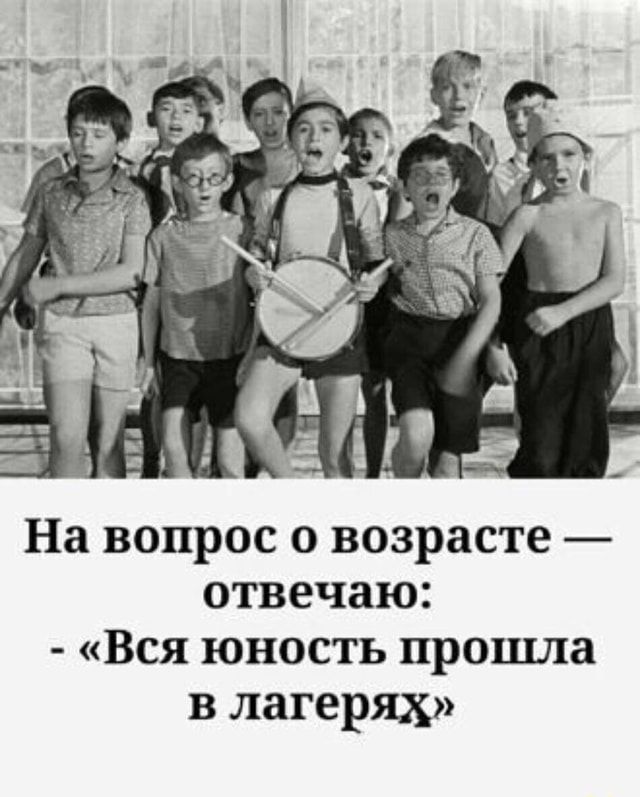 На вопрос о возрасте —
отвечаю:
- «Вся юность прошла
в лагерях»